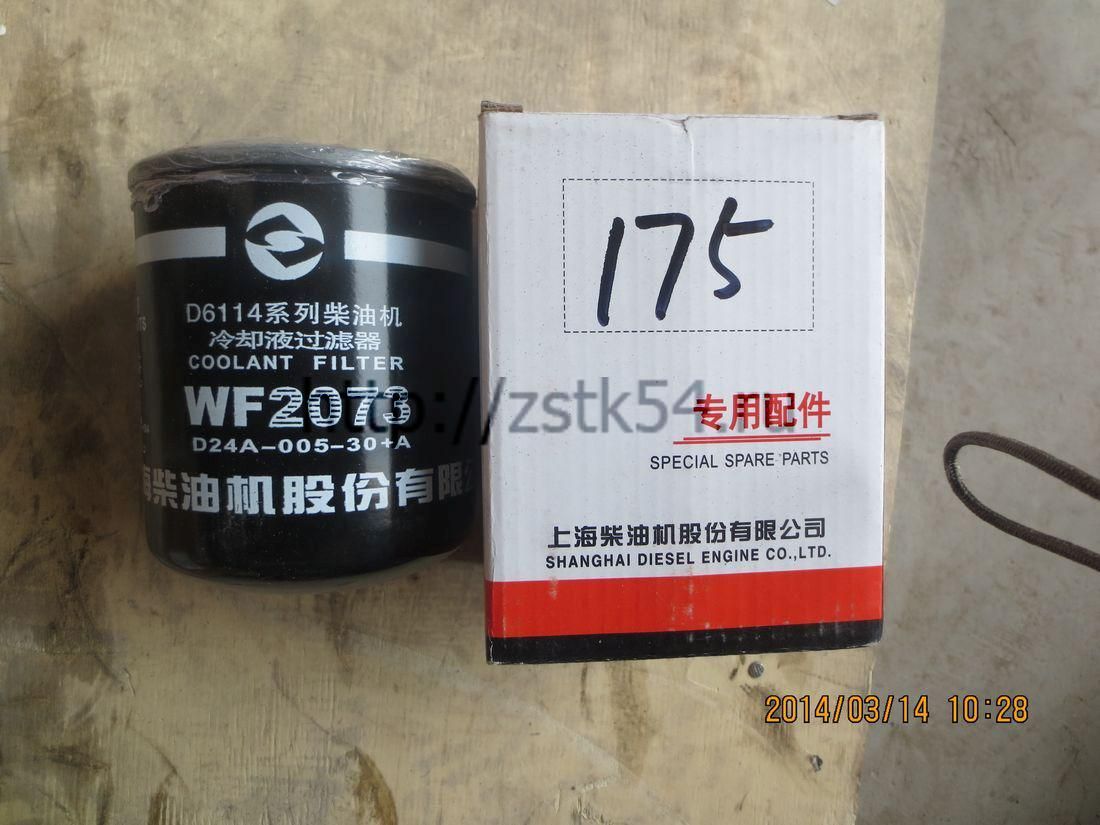 D6114系列柴油机
冷却液过滤器
COOLANT FILTER
WF2073
D24A-005-30+A
海柴油机股份有限
175
专用配件
SPECIAL SPARE PARTS
上海柴油机股份有限公司
SHANGHAI DIESEL ENGINE CO.,LTD.
http://zstk54.ru
2014/03/14 10:28